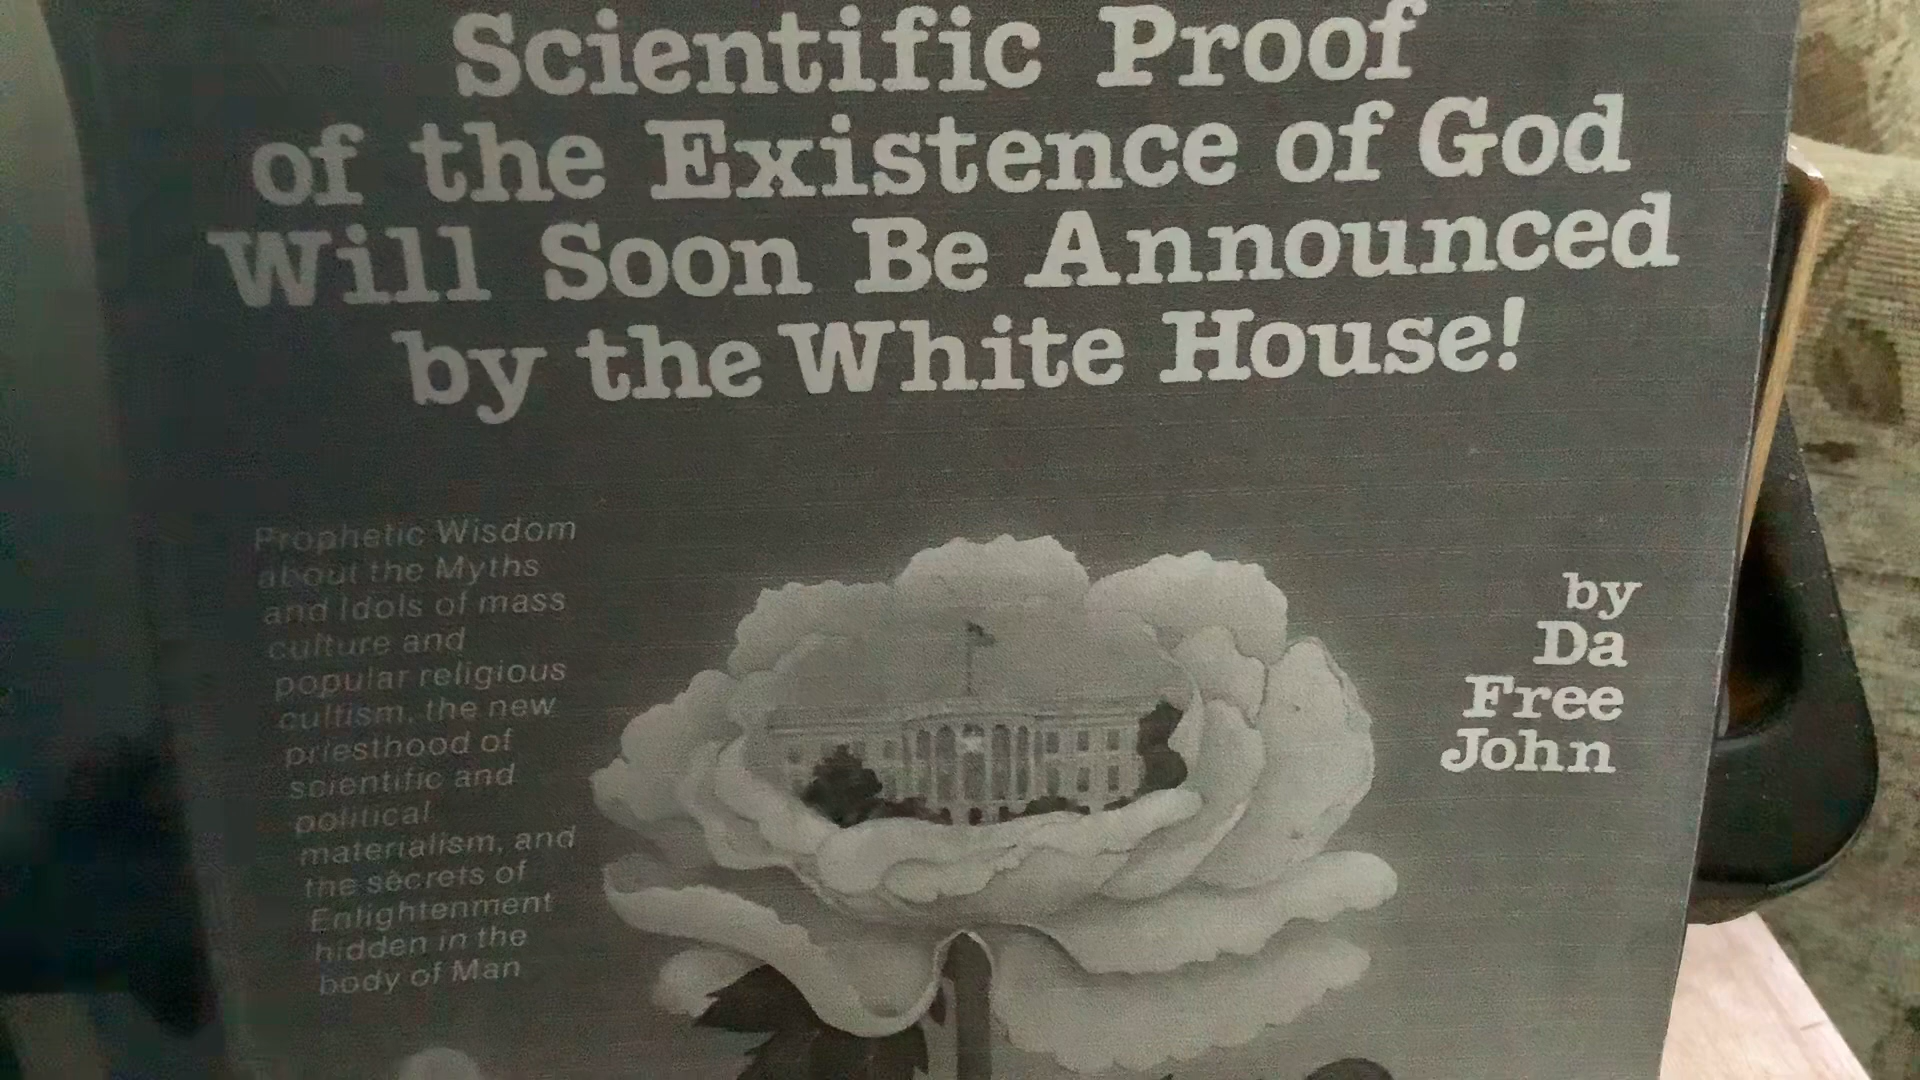 Scientific Proof
of the Existence of God
Will Soon Be Announced
by the White House!
Prophetic Wisdom
about the Myths
and Idols of mass
culture and
popular religious
cultism, the new
priesthood of
scientific and
political
materialism, and
the secrets of
Enlightenment
hidden in the
body of Man
by
Da
Free
John